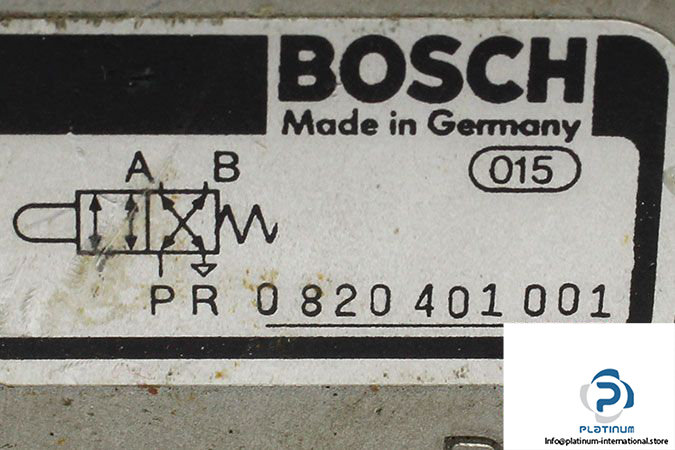 BOSCH
Made in Germany
015
A B
P R 0 820 401 001
P
PLATINUM
Info@platinum-international.store